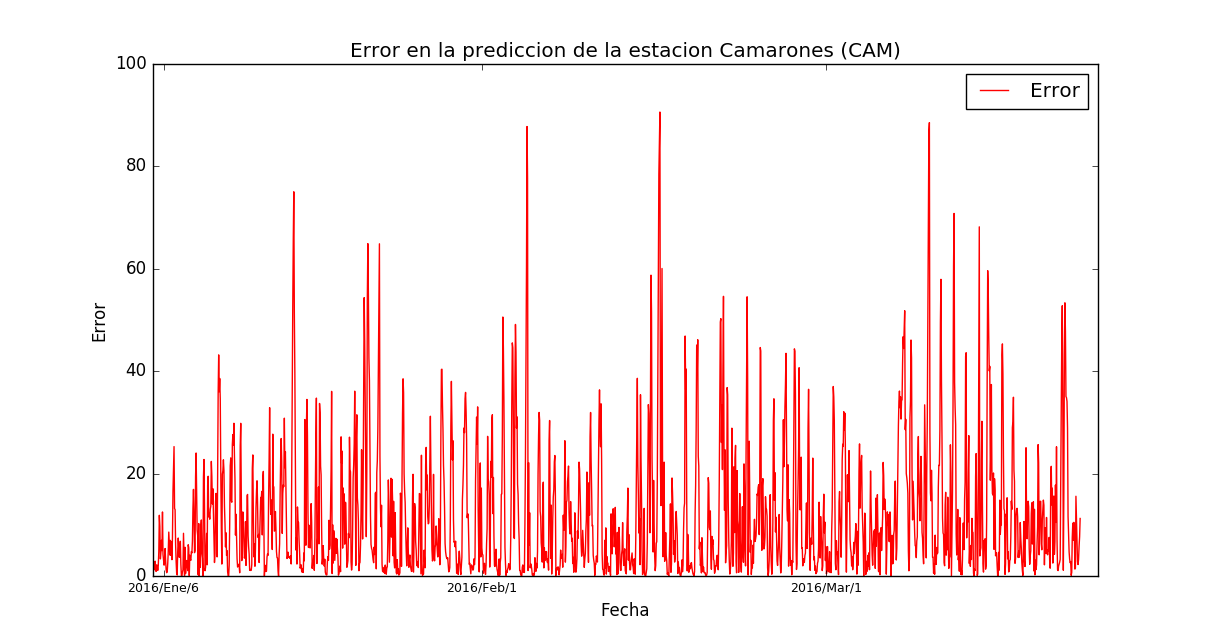 Error en la prediccion de la estacion Camarones (CAM)
100
80
60
40
20
0
Error
Error
2016/Ene/6
2016/Feb/1
2016/Mar/1
Fecha